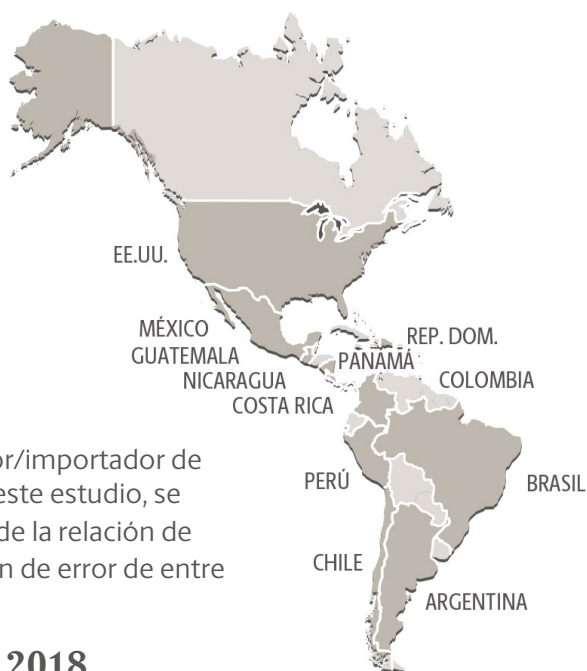 EE.UU.
MÉXICO
GUATEMALA
NICARAGUA
COSTA RICA
PANAMÁ
REP. DOM.
COLOMBIA
PERÚ
BRASIL
CHILE
ARGENTINA
or/importador de
este estudio, se
de la relación de
n de error de entre
2018